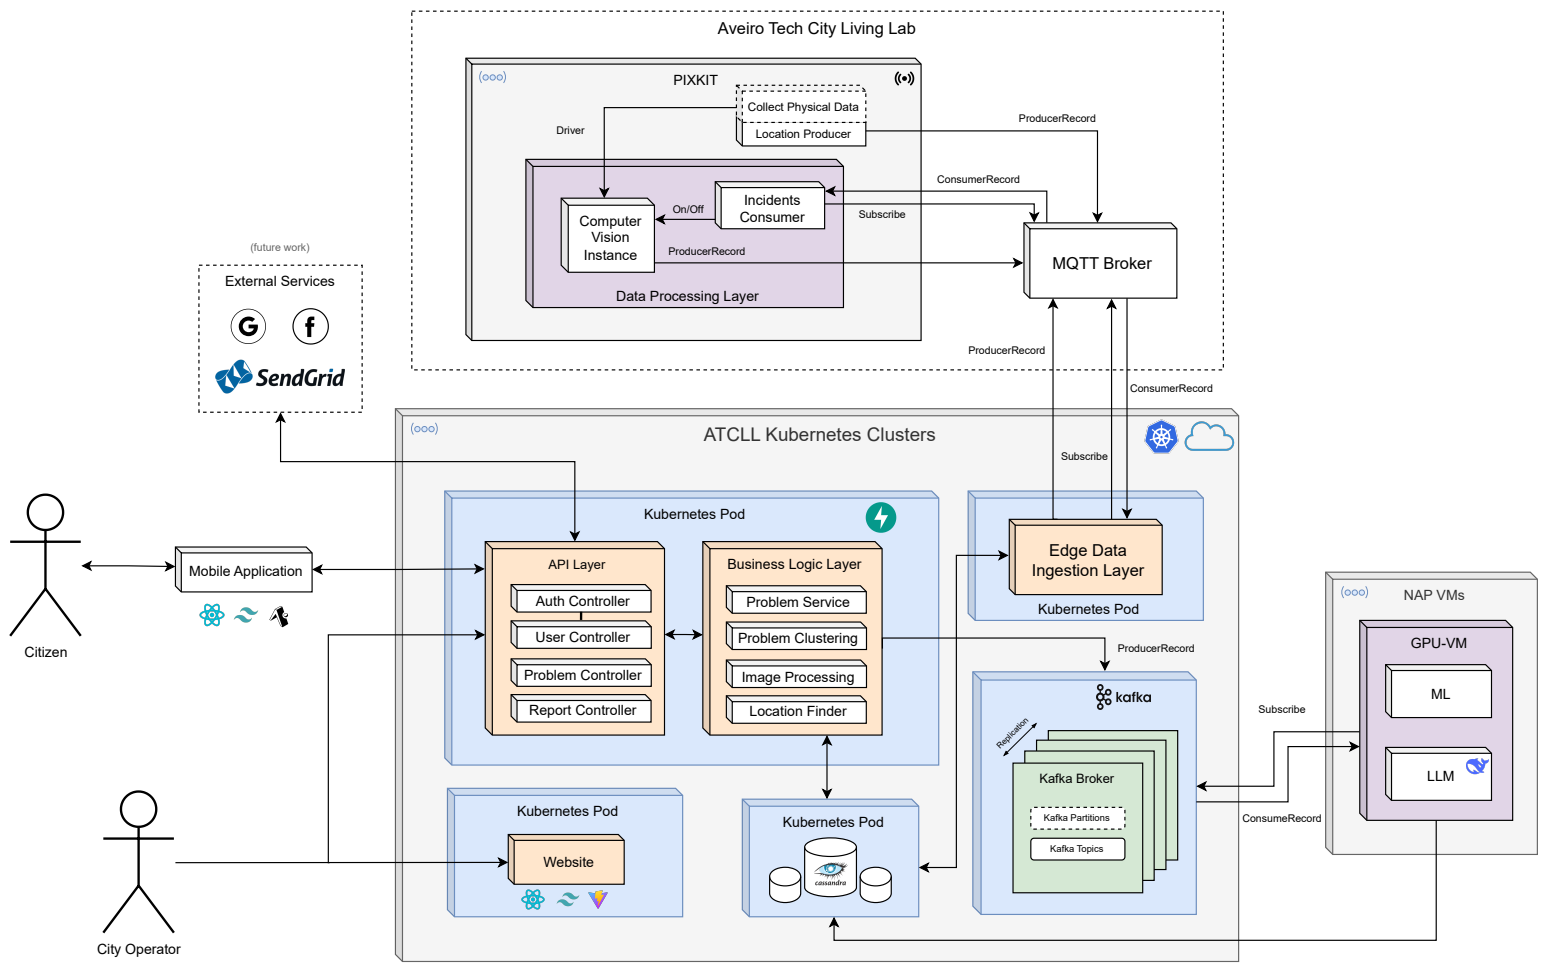 Aveiro Tech City Living Lab
PIXKIT
Collect Physical Data
Location Producer
Driver
ProducerRecord
ConsumerRecord
Incidents
Consumer
On/Off
Subscribe
Computer
Vision
Instance
ProducerRecord
Data Processing Layer
MQTT Broker
(future work)
External Services
G
f
SendGrid
ProducerRecord
ConsumerRecord
Subscribe
ATCLL Kubernetes Clusters
Kubernetes Pod
API Layer
Auth Controller
User Controller
Problem Controller
Report Controller
Business Logic Layer
Problem Service
Problem Clustering
Image Processing
Location Finder
Edge Data
Ingestion Layer
Kubernetes Pod
Mobile Application
Citizen
ProducerRecord
kafka
Replication
Kafka Broker
Kafka Partitions
Kafka Topics
Subscribe
ConsumeRecord
NAP VMs
GPU-VM
ML
LLM
Kubernetes Pod
Website
Kubernetes Pod
cassandra
City Operator